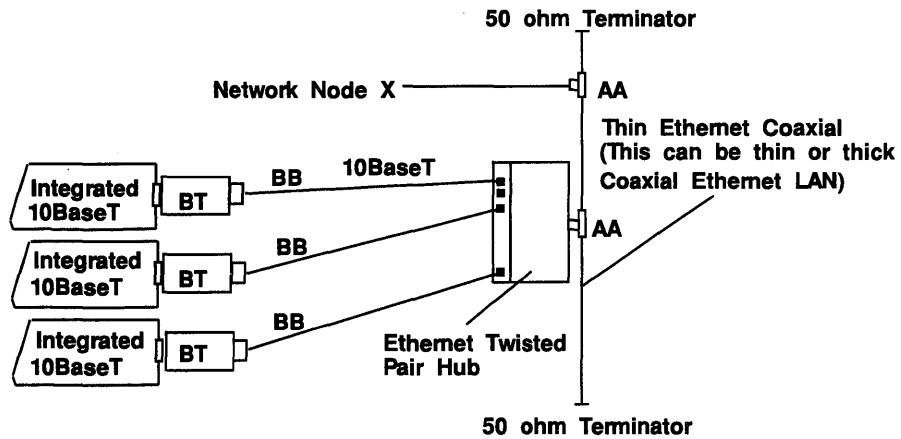 50 ohm Terminator
Network Node X
AA
Thin Ethernet Coaxial
(This can be thin or thick
Coaxial Ethernet LAN)
10BaseT
BB
Integrated
10BaseT
BT
AA
BB
Integrated
10BaseT
BT
BB
Integrated
10BaseT
BT
Ethernet Twisted
Pair Hub
50 ohm Terminator